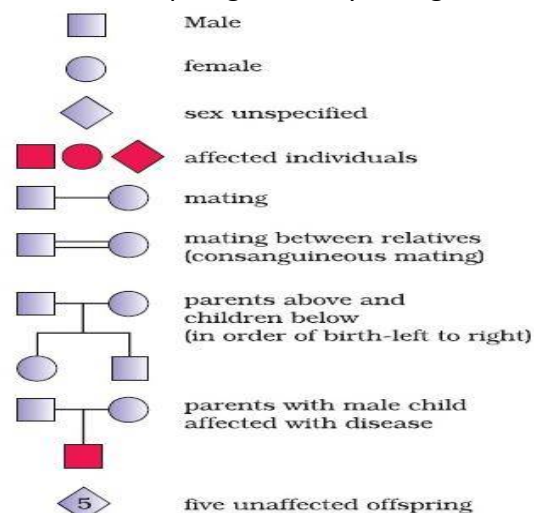 Male
female
sex unspecified
affected individuals
mating
mating between relatives
(consanguineous mating)
parents above and
children below
(in order of birth-left to right)
parents with male child
affected with disease
5 five unaffected offspring